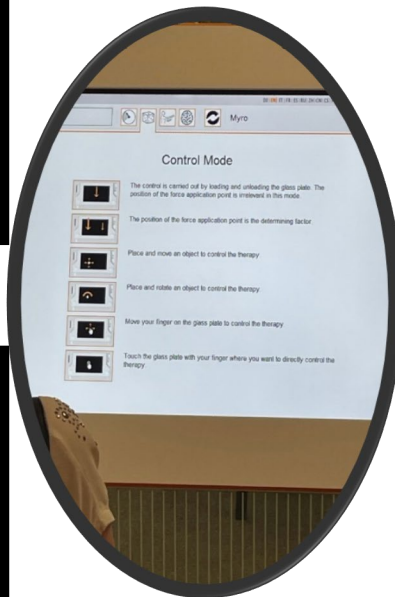 Myro
Control Mode
The control is carried out by loading and unloading the glass plate. The
position of the force application point is irrelevant in this mode.
The position of the force application point is the determining factor.
Place and move an object to control the therapy
Place and rotate an object to control the therapy
Move your finger on the glass plate to control the therapy
Touch the glass plate with your finger where you want to directly control the
therapy